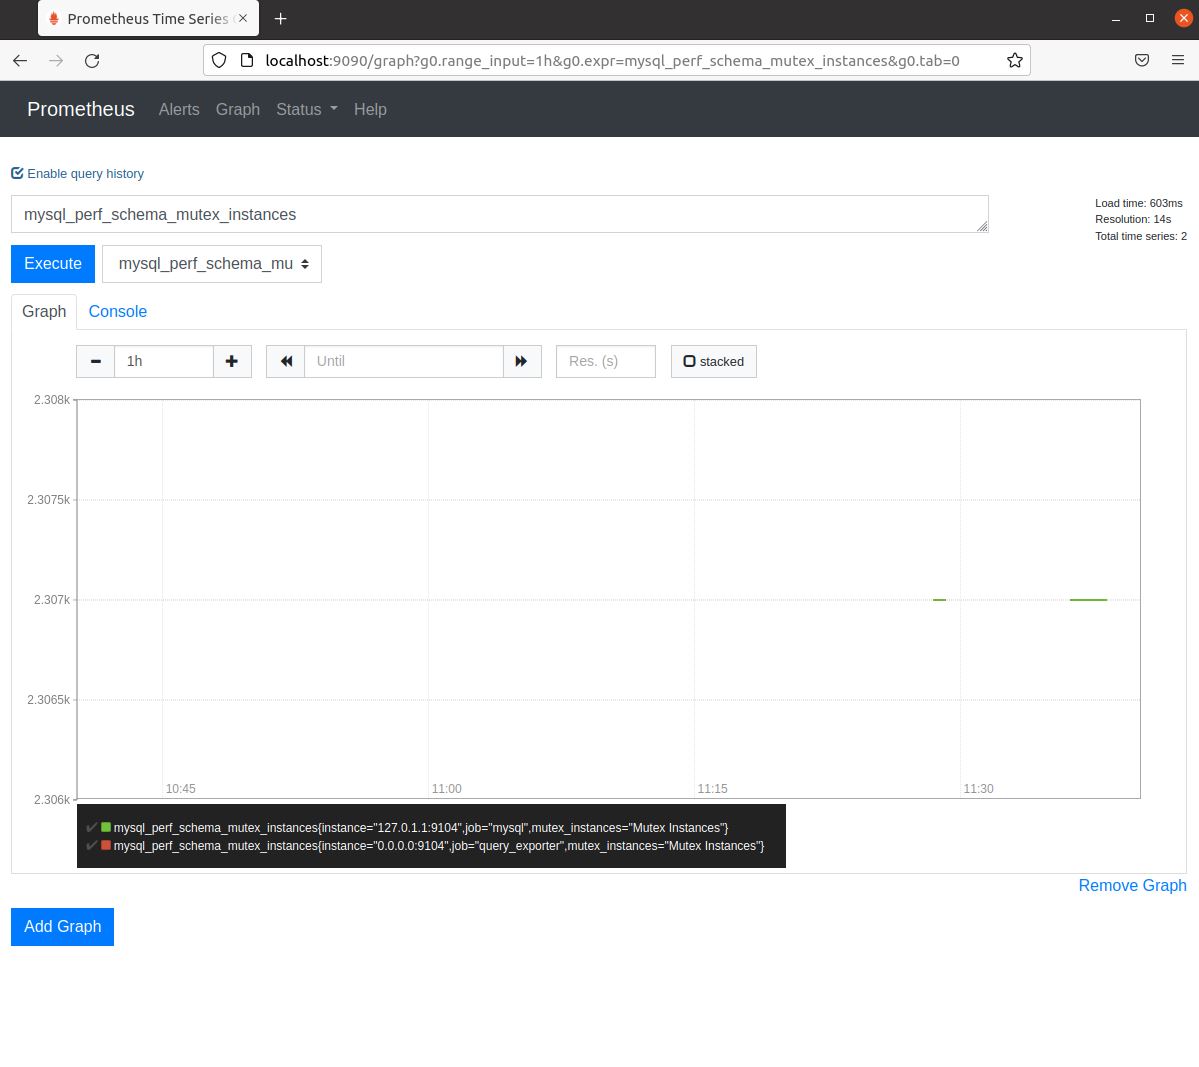 Prometheus Time Series
localhost:9090/graph?g0.range_input=1h&g0.expr=mysql_perf_schema_mutex_instances&g0.tab=0
Prometheus Alerts Graph Status Help
Enable query history
mysql_perf_schema_mutex_instances
Load time: 603ms
Resolution: 14s
Total time series: 2
Execute mysql_perf_schema_mu
Graph Console
1h Until Res. (s) stacked
2.308k
2.3075k
2.307k
2.3065k
2.306k
10:45 11:00 11:15 11:30
mysql_perf_schema_mutex_instances{instance="127.0.1.1:9104",job="mysql",mutex_instances="Mutex Instances"}
mysql_perf_schema_mutex_instances{instance="0.0.0.0:9104",job="query_exporter",mutex_instances="Mutex Instances"}
Remove Graph
Add Graph